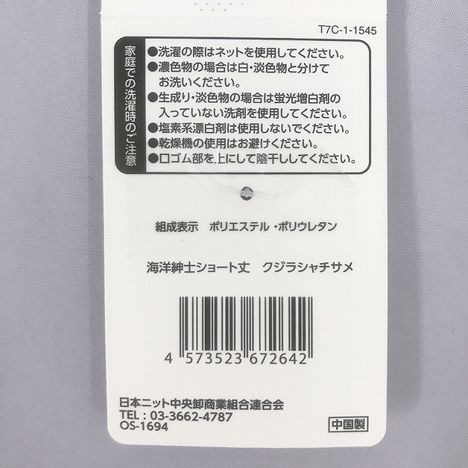 T7C-1-1545
家庭での洗濯時のご注意
●洗濯の際はネットを使用してください。
●濃色物の場合は白・淡色物と分けて
お洗いください。
●生成り・淡色物の場合は蛍光増白剤の
入っていない洗剤を使用してください。
●塩素系漂白剤は使用しないでください。
●乾燥機の使用はお避けください。
●口ゴム部を上にして陰干ししてください。
組成表示 ポリエステル・ポリウレタン
海洋紳士ショート丈 クジラシャチサメ
4 573523 672642
日本ニット中央卸商業組合連合会
TEL : 03-3662-4787
OS-1694
中国製